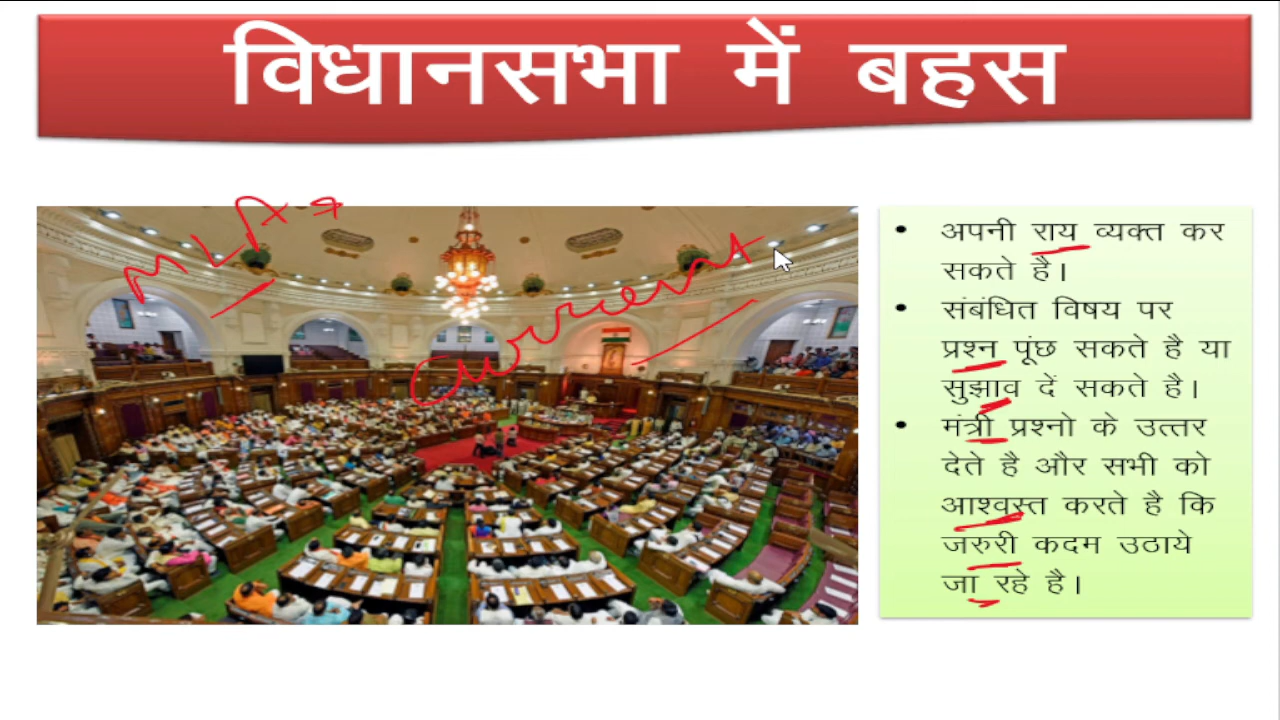 विधानसभा में बहस
MLA
current
• अपनी राय व्यक्त कर
सकते है।
• संबंधित विषय पर
प्रश्न पूंछ सकते है या
सुझाव दें सकते है।
• मंत्री प्रश्नो के उत्तर
देते है और सभी को
आश्वस्त करते है कि
जरुरी कदम उठाये
जा रहे है।